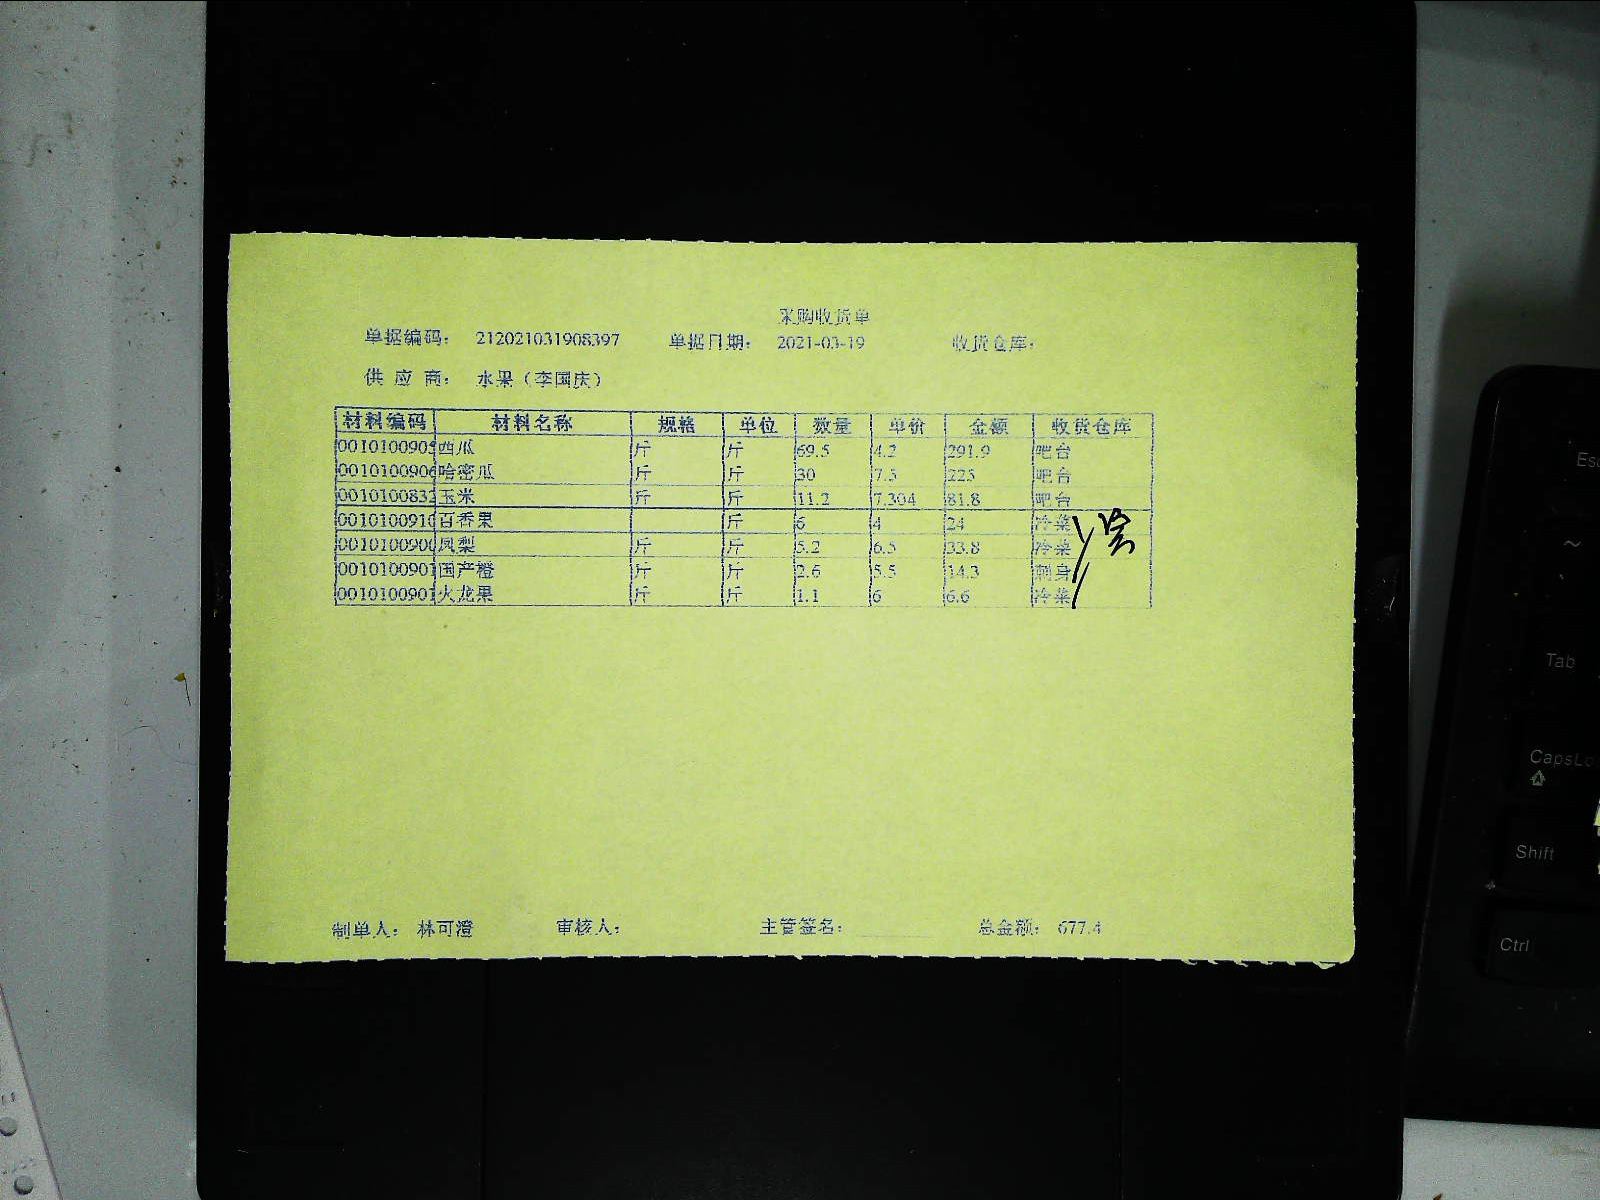 采购收货单
单据编码： 212021031908397 单据日期： 2021-03-19 收货仓库：
供 应 商： 水果（李国庆）
材料编码 材料名称 规格 单位 数量 单价 金额 收货仓库
0010100905 西瓜 斤 斤 69.5 4.2 291.9 吧台
0010100906 哈密瓜 斤 斤 30 7.5 225 吧台
001010083 玉米 斤 斤 11.2 7.304 81.8 吧台
0010100910 百香果 斤 6 4 24 冷菜
0010100900 凤梨 斤 斤 5.2 6.5 33.8 冷菜
001010090 国产橙 斤 斤 2.6 5.5 14.3 刺身
001010090 火龙果 斤 斤 1.1 6 6.6 冷菜
制单人： 林可澄 审核人： 主管签名： 总金额： 677.4
Esc
~
Tab
CapsLo
Shift
Ctrl